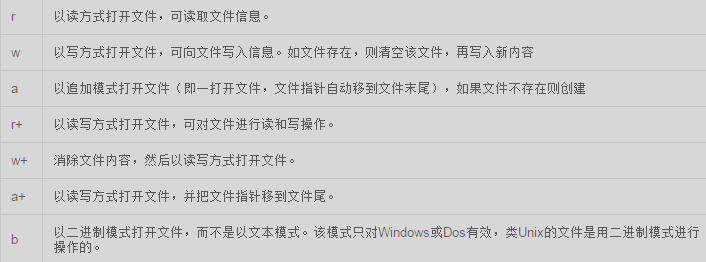 r 以读方式打开文件，可读取文件信息。
w 以写方式打开文件，可向文件写入信息。如文件存在，则清空该文件，再写入新内容
a 以追加模式打开文件（即一打开文件，文件指针自动移到文件末尾），如果文件不存在则创建
r+ 以读写方式打开文件，可对文件进行读和写操作。
w+ 消除文件内容，然后以读写方式打开文件。
a+ 以读写方式打开文件，并把文件指针移到文件尾。
b 以二进制模式打开文件，而不是以文本模式。该模式只对Windows或Dos有效，类Unix的文件是用二进制模式进行
操作的。